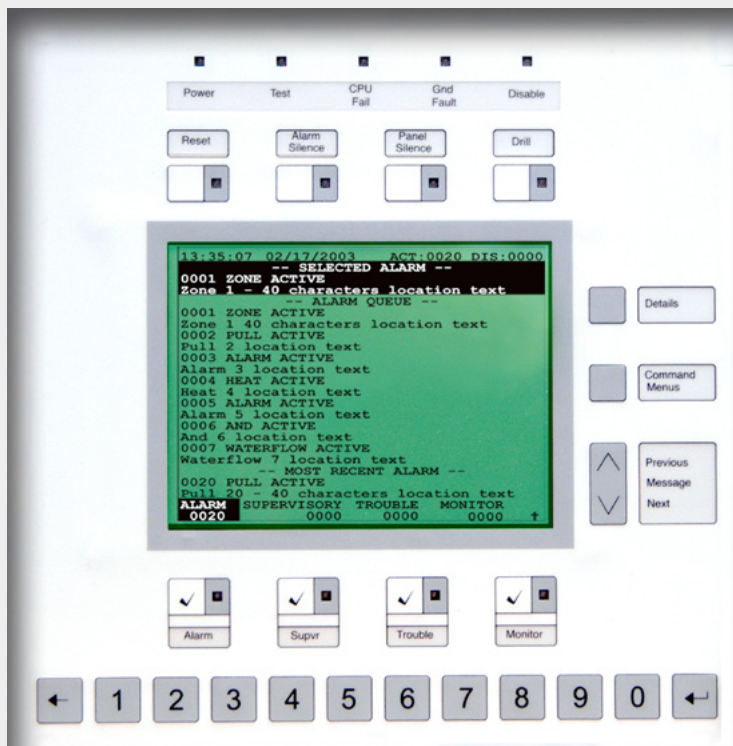 Power Test CPU Fail Gnd Fault Disable
Reset Alarm Silence Panel Silence Drill
13:35:07 02/17/2003 ACT:0020 DIS:0000
-- SELECTED ALARM --
0001 ZONE ACTIVE
Zone 1 - 40 characters location text
-- ALARM QUEUE --
0001 ZONE ACTIVE
Zone 1 40 characters location text
0002 PULL ACTIVE
Pull 2 location text
0003 ALARM ACTIVE
Alarm 3 location text
0004 HEAT ACTIVE
Heat 4 location text
0005 ALARM ACTIVE
Alarm 5 location text
0006 AND ACTIVE
And 6 location text
0007 WATERFLOW ACTIVE
Waterflow 7 location text
-- MOST RECENT ALARM --
0020 PULL ACTIVE
Pull 20 - 40 characters location text
ALARM SUPERVISORY TROUBLE MONITOR
0020 0000 0000 0000 ↑
Details
Command
Menus
Previous
Message
Next
Alarm Supvr Trouble Monitor
← 1 2 3 4 5 6 7 8 9 0 ↵